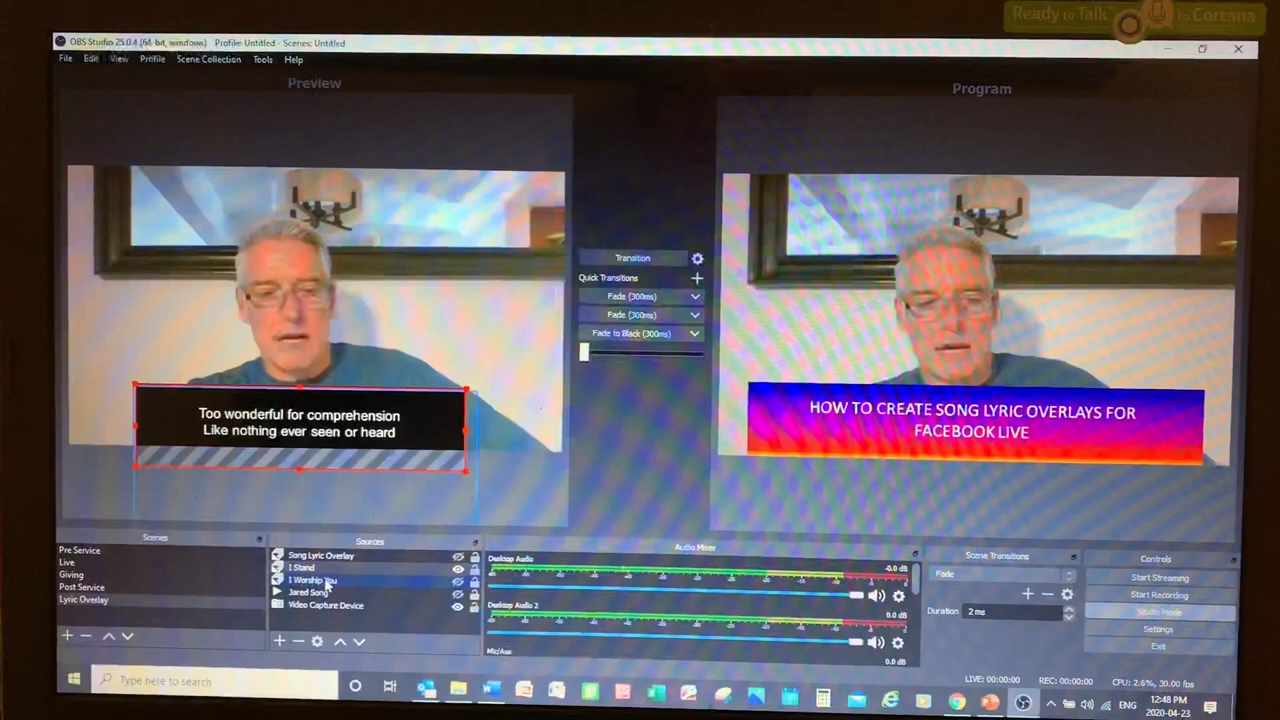 Ready to Talk
to Cortana
OBS Studio 25.0.4 (64 bit, windows) Profile: Untitled - Scenes: Untitled
File Edit View Profile Scene Collection Tools Help
Preview
Program
Too wonderful for comprehension
Like nothing ever seen or heard
Transition
Quick Transitions
Fade (300ms)
Fade (300ms)
Fade to Black (300ms)
HOW TO CREATE SONG LYRIC OVERLAYS FOR
FACEBOOK LIVE
Scenes
Pre Service
Live
Giving
Post Service
Lyric Overlay
Sources
Song Lyric Overlay
I Stand
I Worship You
Jared Song
Video Capture Device
Audio Mixer
Desktop Audio
-0.0 dB
Desktop Audio 2
0.0 dB
Mic/Aux
0.0 dB
Scene Transitions
Fade
Duration 2 ms
Controls
Start Streaming
Start Recording
Studio Mode
Settings
Exit
LIVE: 00:00:00 REC: 00:00:00 CPU: 2.6%, 30.00 fps
Type here to search
ENG
12:48 PM
2020-04-23